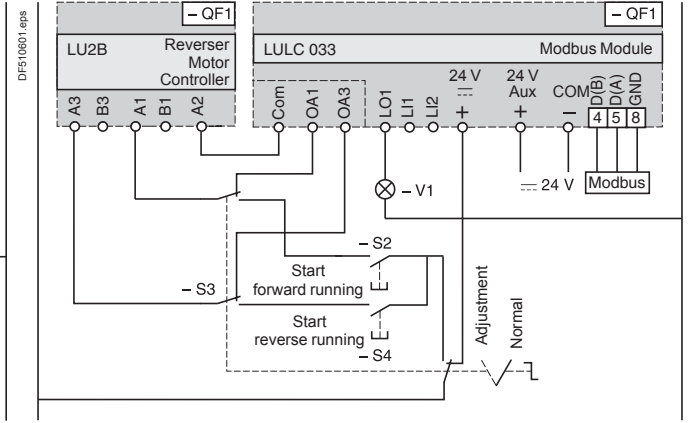 DF510601.eps
– QF1
– QF1
LU2B
Reverser
Motor
Controller
LULC 033
Modbus Module
A3
B3
A1
B1
A2
Com
OA1
OA3
LO1
LI1
LI2
24 V
+
24 V
Aux
+
COM
–
D(B)
D(A)
GND
4 5 8
– V1
24 V
Modbus
– S2
Start
forward running
– S3
Start
reverse running
– S4
Adjustment
Normal